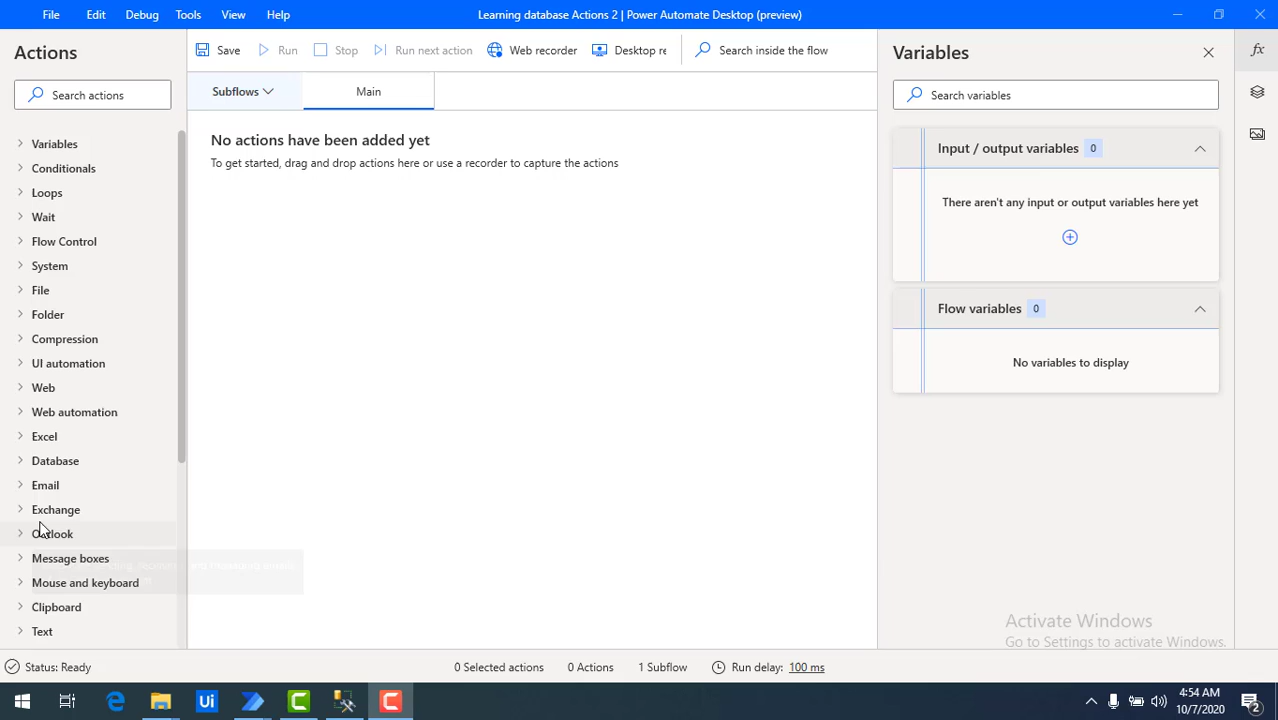 File Edit Debug Tools View Help Learning database Actions 2 | Power Automate Desktop (preview)
Actions
Search actions
Variables
Conditionals
Loops
Wait
Flow Control
System
File
Folder
Compression
UI automation
Web
Web automation
Excel
Database
Email
Exchange
Outlook
Message boxes
Mouse and keyboard
Clipboard
Text
Save Run Stop Run next action Web recorder Desktop re Search inside the flow
Subflows Main
No actions have been added yet
To get started, drag and drop actions here or use a recorder to capture the actions
Variables
fx
Search variables
Input / output variables 0
There aren't any input or output variables here yet
Flow variables 0
No variables to display
Activate Windows
Go to Settings to activate Windows.
Status: Ready 0 Selected actions 0 Actions 1 Subflow Run delay: 100 ms
Ui
C
C
4:54 AM
10/7/2020
2